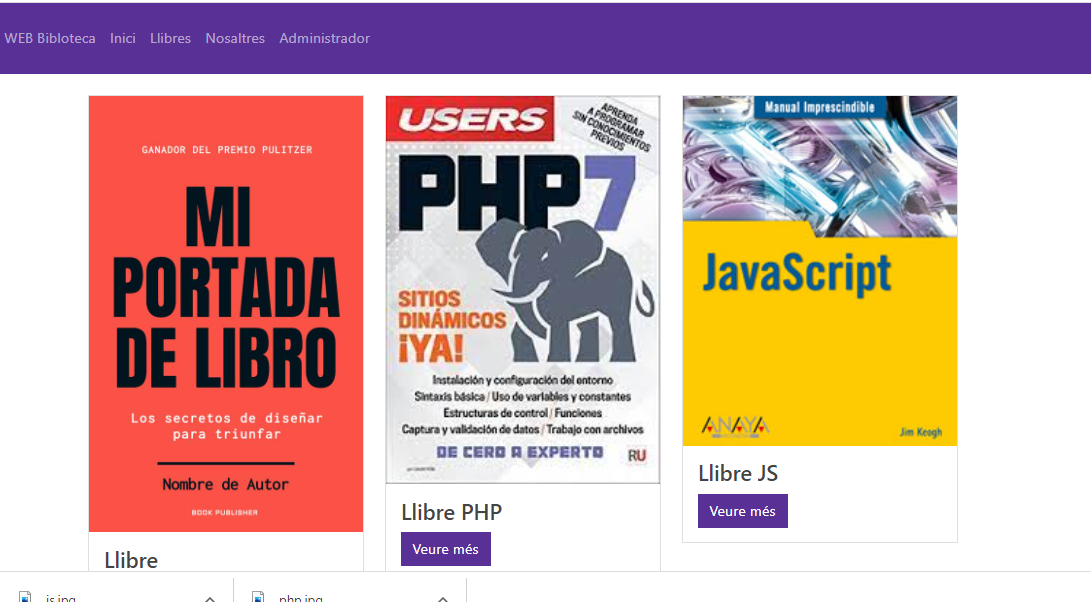 WEB Bibloteca Inici Llibres Nosaltres Administrador
GANADOR DEL PREMIO PULITZER
MI
PORTADA
DE LIBRO
Los secretos de diseñar
para triunfar
Nombre de Autor
BOOK PUBLISHER
Llibre
USERS
APRENDA
A PROGRAMAR
SIN CONOCIMIENTOS
PREVIOS
PHP7
SITIOS
DINÁMICOS
¡YA!
Instalación y configuración del entorno
Sintaxis básica / Uso de variables y constantes
Estructuras de control / Funciones
Captura y validación de datos / Trabajo con archivos
DE CERO A EXPERTO
RU
Llibre PHP
Veure més
Manual Imprescindible
JavaScript
ANAYA
Jim Keogh
Llibre JS
Veure més
js.jpg
php.jpg